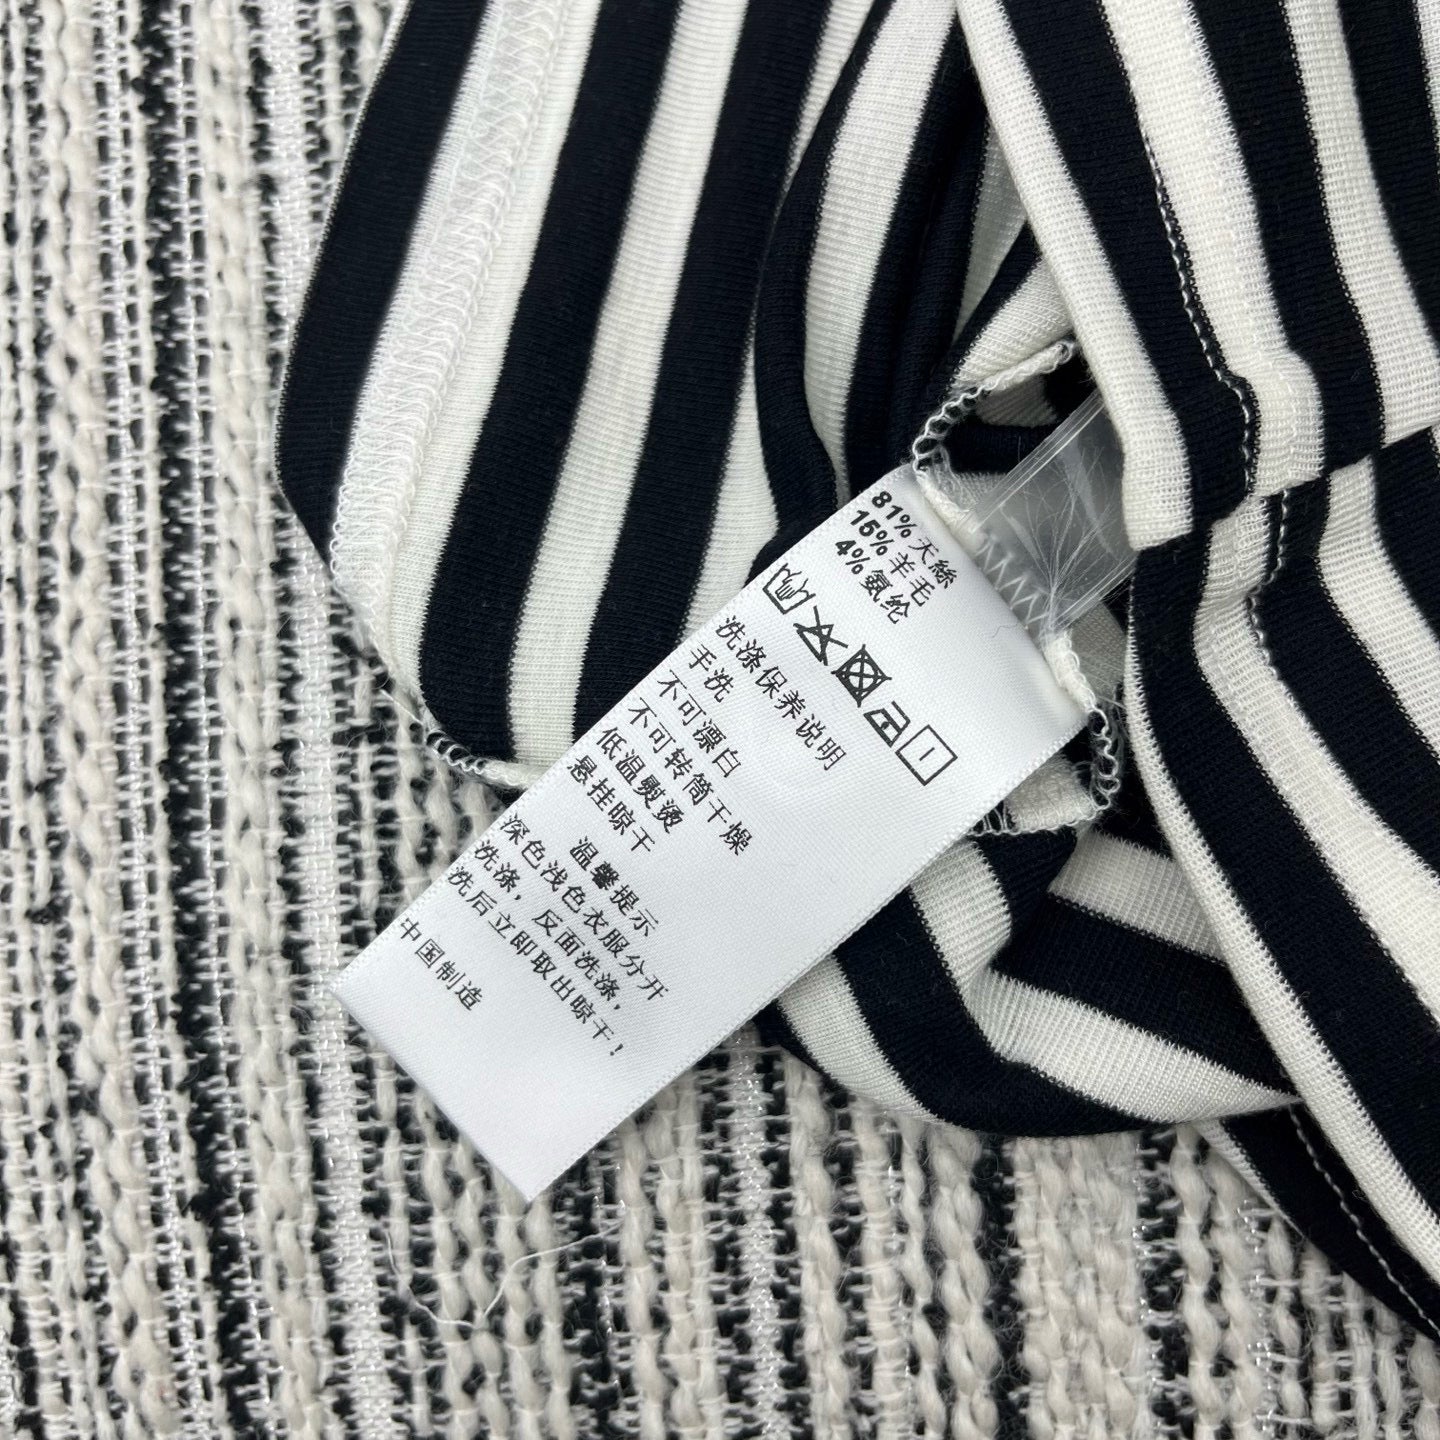 81% 天絲
15% 羊毛
4% 氨纶
洗涤保养说明
手洗
不可漂白
不可转筒干燥
低温熨烫
悬挂晾干
温馨提示
深色浅色衣服分开
洗涤，反面洗涤，
洗后立即取出晾干！
中国制造